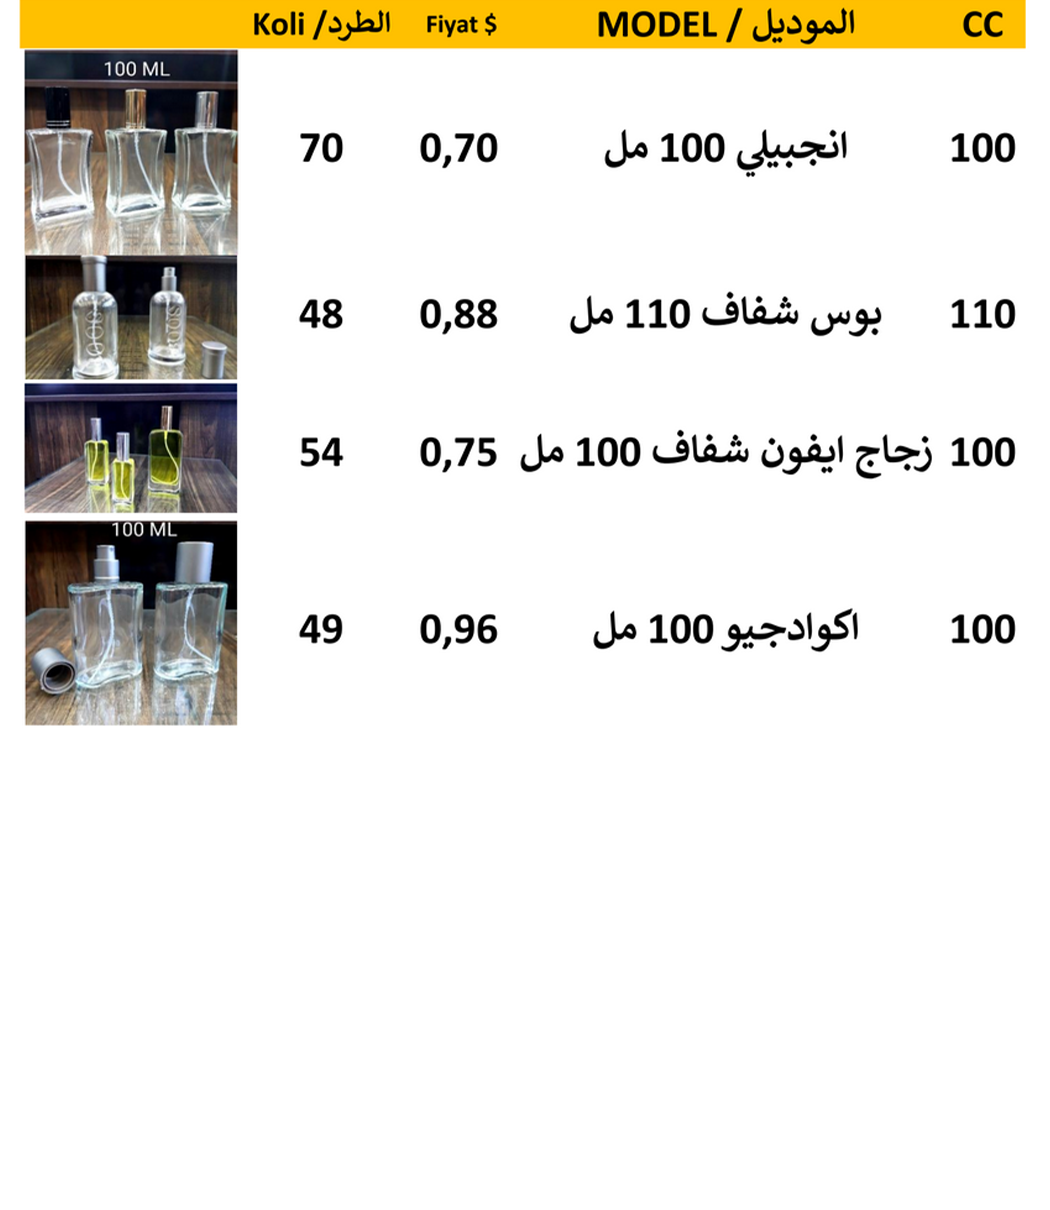 CC الموديل / MODEL Fiyat $ الطرد/ Koli
100 ML
100 انجبيلي 100 مل 0,70 70
110 بوس شفاف 110 مل 0,88 48
100 زجاج ايفون شفاف 100 مل 0,75 54
100 ML
100 اكوادجيو 100 مل 0,96 49